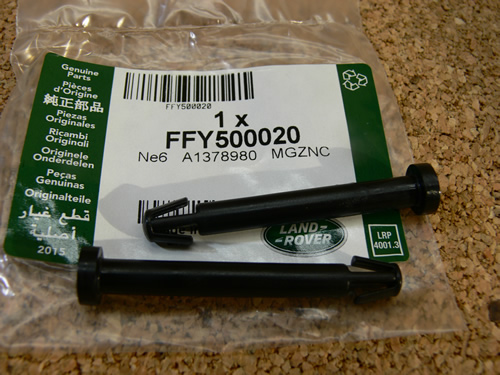 Genuine
Parts
Pièces
d'Origine
純正部品
Piezas
Originales
Ricambi
Originali
Originele
Onderdelen
Peças
Genuinas
Originalteile
قطع غيار
أصلية
2015
FFY500020
1 x
FFY500020
Ne6 A1378980 MGZNC
LAND-
-ROVER
LRP
4001.3